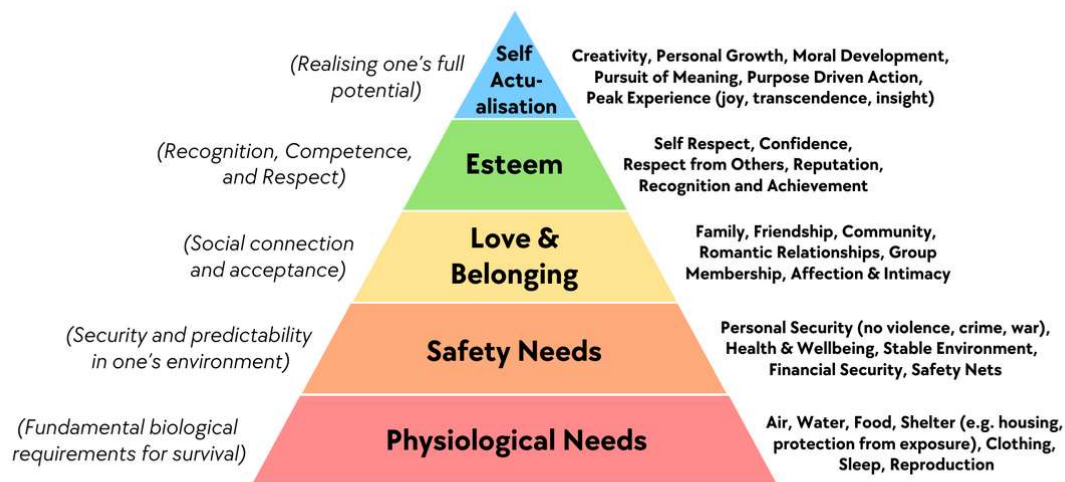 (Realising one's full
potential)
Self
Actu-
alisation
Creativity, Personal Growth, Moral Development,
Pursuit of Meaning, Purpose Driven Action,
Peak Experience (joy, transcendence, insight)
(Recognition, Competence,
and Respect)
Esteem
Self Respect, Confidence,
Respect from Others, Reputation,
Recognition and Achievement
(Social connection
and acceptance)
Love &
Belonging
Family, Friendship, Community,
Romantic Relationships, Group
Membership, Affection & Intimacy
(Security and predictability
in one's environment)
Safety Needs
Personal Security (no violence, crime, war),
Health & Wellbeing, Stable Environment,
Financial Security, Safety Nets
(Fundamental biological
requirements for survival)
Physiological Needs
Air, Water, Food, Shelter (e.g. housing,
protection from exposure), Clothing,
Sleep, Reproduction